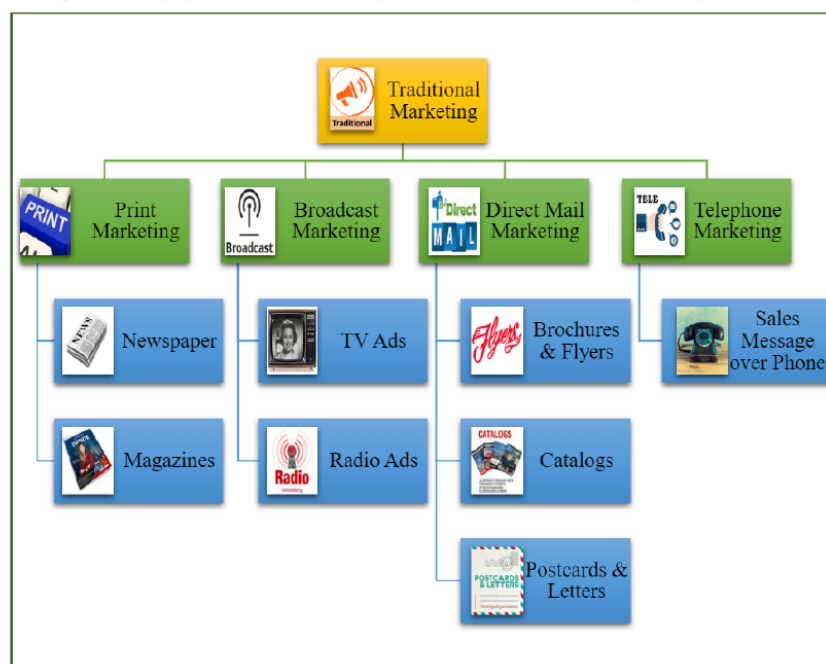 Traditional
Traditional
Marketing
PRINT
Print
Marketing
Broadcast
Broadcast
Marketing
Direct
MAIL
Direct Mail
Marketing
TELE
Telephone
Marketing
NEWS
Newspaper
TV Ads
Flyers
Brochures
& Flyers
Sales
Message
over Phone
Magazines
Radio
Radio Ads
CATALOGS
Catalogs
POSTCARDS
& LETTERS
Postcards &
Letters